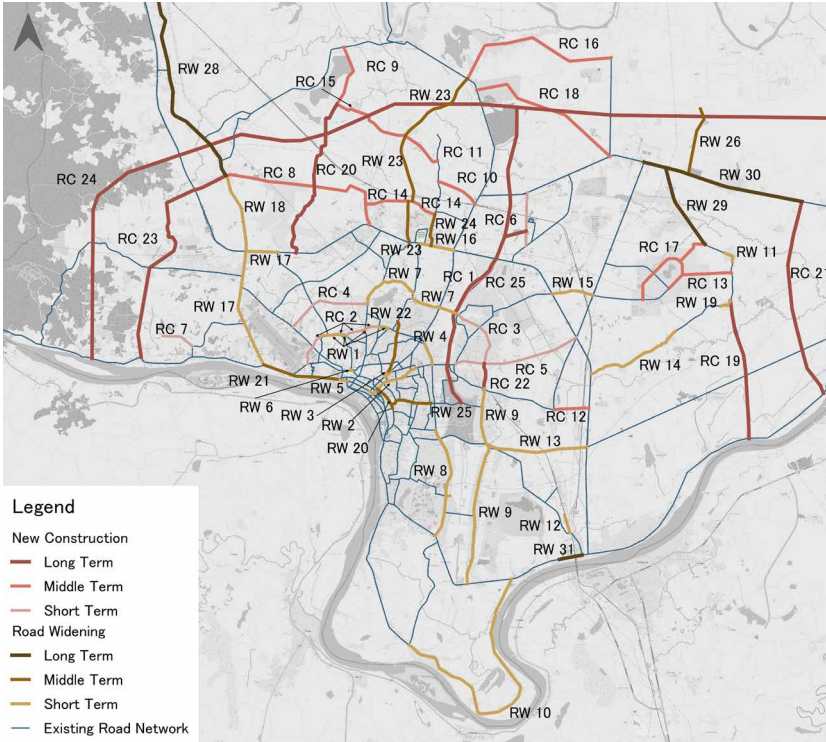 RC 16
RW 28
RC 9
RC 15
RW 23
RC 18
RW 26
RC 11
RW 23
RC 24
RC 8
RC 20
RC 10
RW 30
RW 18
RC 14
RC 14
RW 29
RW 24
RC 6
RC 23
RW 16
RW 23
RC 17
RW 11
RW 17
RC 1
RC 21
RW 7
RC 25
RW 15
RC 13
RC 4
RW 7
RW 17
RW 19
RC 2
RW 22
RC 3
RC 7
RW 4
RW 14
RW 1
RC 5
RC 19
RW 21
RW 5
RC 22
RW 6
RW 3
RW 25
RW 9
RC 12
RW 2
RW 20
RW 13
RW 8
RW 9
RW 12
RW 31
RW 10
Legend
New Construction
Long Term
Middle Term
Short Term
Road Widening
Long Term
Middle Term
Short Term
Existing Road Network